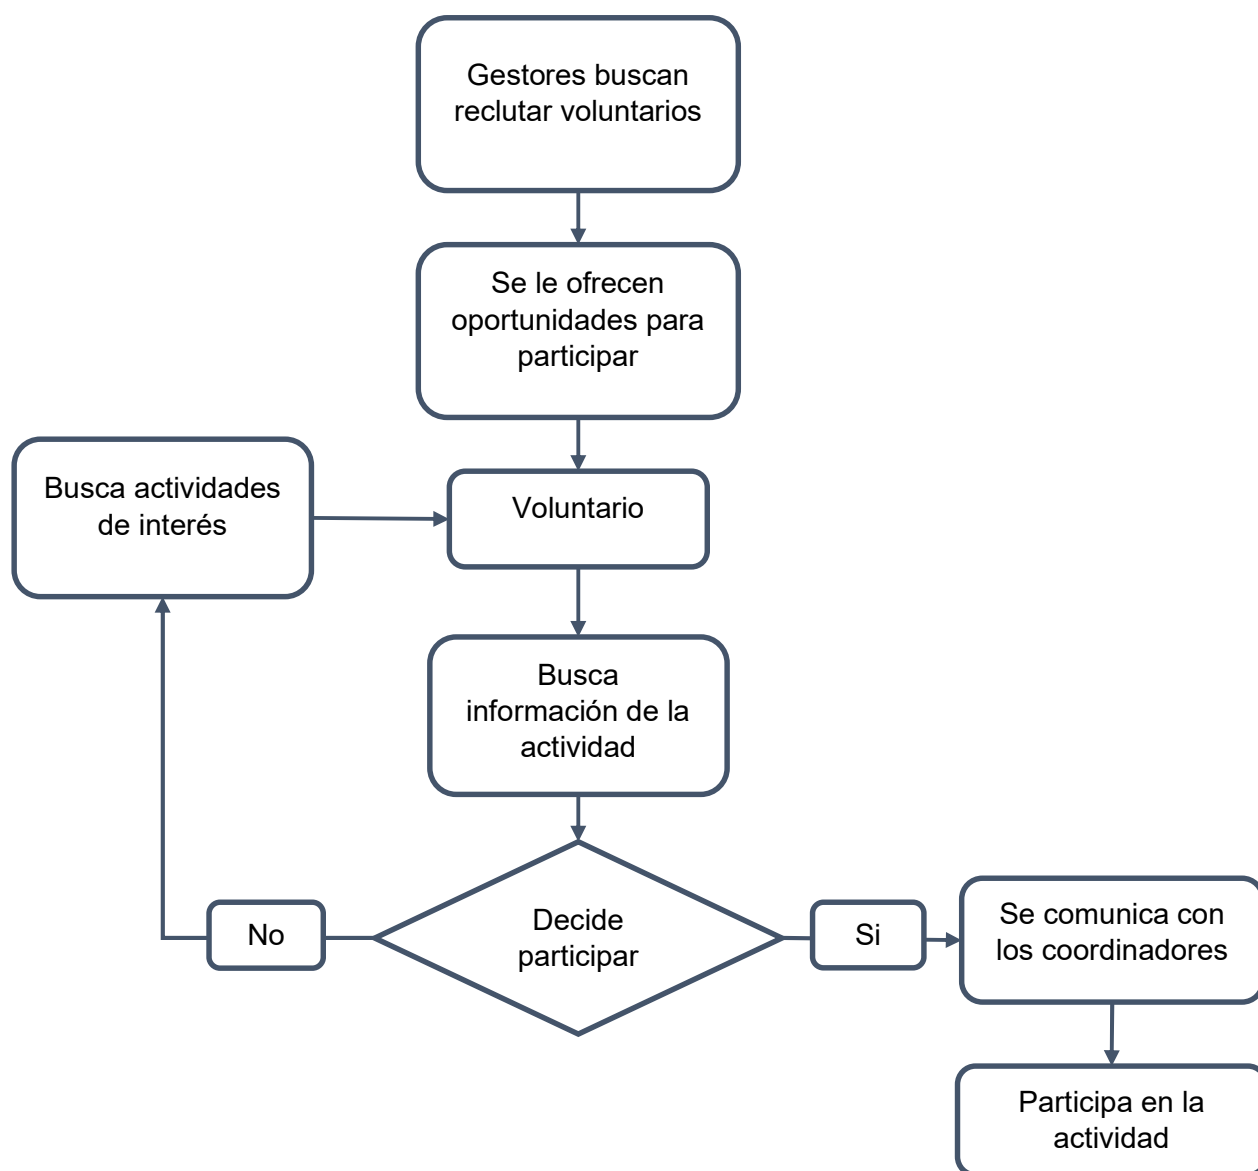 Gestores buscan
reclutar voluntarios
Se le ofrecen
oportunidades para
participar
Busca actividades
de interés
Voluntario
Busca
información de la
actividad
No
Decide
participar
Si
Se comunica con
los coordinadores
Participa en la
actividad